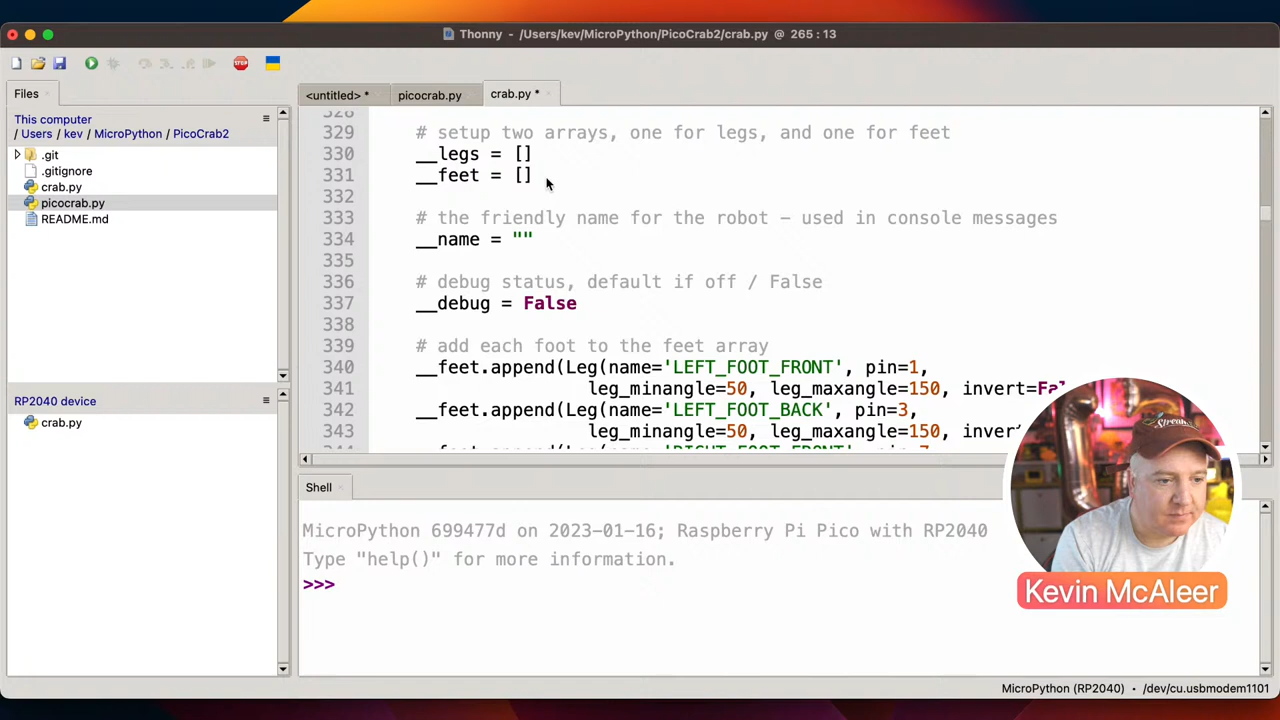 Thonny - /Users/kev/MicroPython/PicoCrab2/crab.py @ 265 : 13
STOP
Files
<untitled> *
picocrab.py
crab.py *
This computer
/ Users / kev / MicroPython / PicoCrab2
.git
.gitignore
crab.py
picocrab.py
README.md
RP2040 device
crab.py
328
329 # setup two arrays, one for legs, and one for feet
330 __legs = []
331 __feet = []
332
333 # the friendly name for the robot – used in console messages
334 __name = ""
335
336 # debug status, default if off / False
337 __debug = False
338
339 # add each foot to the feet array
340 __feet.append(Leg(name='LEFT_FOOT_FRONT', pin=1,
341 leg_minangle=50, leg_maxangle=150, invert=Fal
342 __feet.append(Leg(name='LEFT_FOOT_BACK', pin=3,
343 leg_minangle=50, leg_maxangle=150, invert
Shell
MicroPython 699477d on 2023-01-16; Raspberry Pi Pico with RP2040
Type "help()" for more information.
>>>
Kevin McAleer
MicroPython (RP2040) • /dev/cu.usbmodem1101